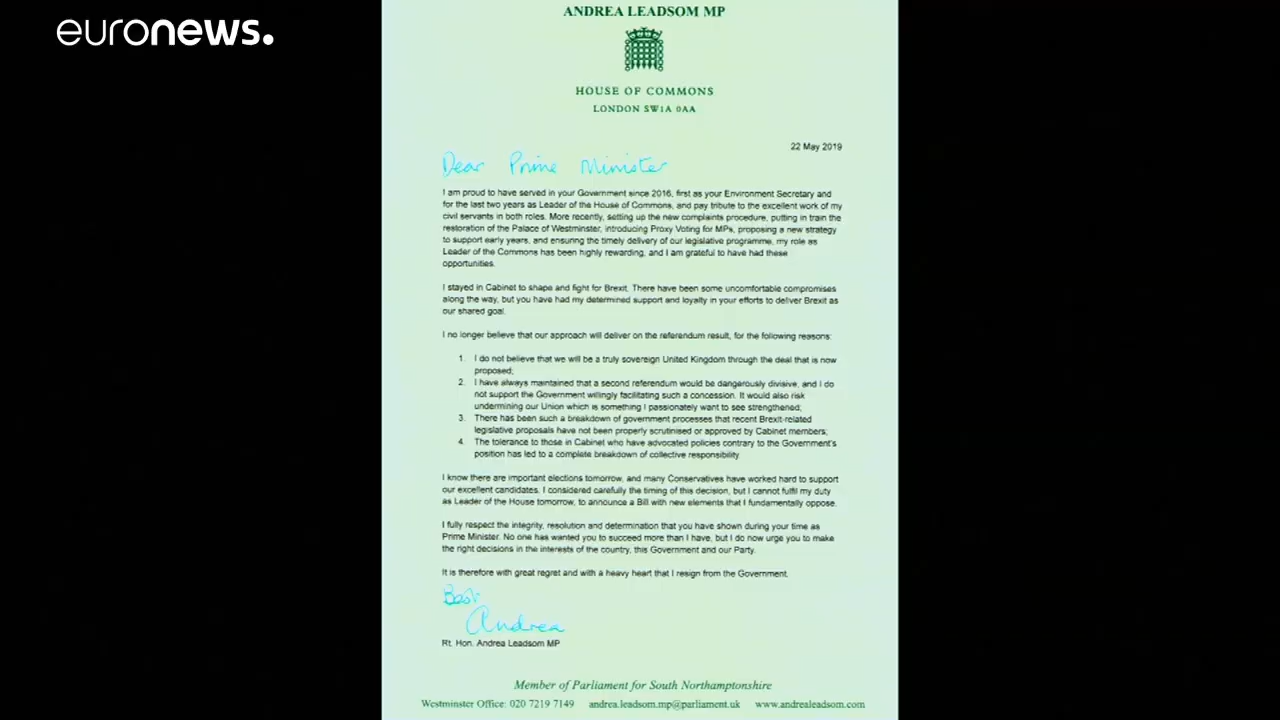 euronews.
ANDREA LEADSOM MP
HOUSE OF COMMONS
LONDON SW1A 0AA
22 May 2019
Dear Prime Minister
I am proud to have served in your Government since 2016, first as your Environment Secretary and
for the last two years as Leader of the House of Commons, and pay tribute to the excellent work of my
civil servants in both roles. More recently, setting up the new complaints procedure, putting in train the
restoration of the Palace of Westminster, introducing Proxy Voting for MPs, proposing a new strategy
to support early years, and ensuring the timely delivery of our legislative programme, my role as
Leader of the Commons has been highly rewarding, and I am grateful to have had these
opportunities.
I stayed in Cabinet to shape and fight for Brexit. There have been some uncomfortable compromises
along the way, but you have had my determined support and loyalty in your efforts to deliver Brexit as
our shared goal.
I no longer believe that our approach will deliver on the referendum result, for the following reasons:
1. I do not believe that we will be a truly sovereign United Kingdom through the deal that is now
proposed;
2. I have always maintained that a second referendum would be dangerously divisive, and I do
not support the Government willingly facilitating such a concession. It would also risk
undermining our Union which is something I passionately want to see strengthened;
3. There has been such a breakdown of government processes that recent Brexit-related
legislative proposals have not been properly scrutinised or approved by Cabinet members;
4. The tolerance to those in Cabinet who have advocated policies contrary to the Government's
position has led to a complete breakdown of collective responsibility
I know there are important elections tomorrow, and many Conservatives have worked hard to support
our excellent candidates. I considered carefully the timing of this decision, but I cannot fulfil my duty
as Leader of the House tomorrow, to announce a Bill with new elements that I fundamentally oppose.
I fully respect the integrity, resolution and determination that you have shown during your time as
Prime Minister. No one has wanted you to succeed more than I have, but I do now urge you to make
the right decisions in the interests of the country, this Government and our Party.
It is therefore with great regret and with a heavy heart that I resign from the Government.
Best
Andrea
Rt. Hon. Andrea Leadsom MP
Member of Parliament for South Northamptonshire
Westminster Office: 020 7219 7149 andrea.leadsom.mp@parliament.uk www.andrealeadsom.com